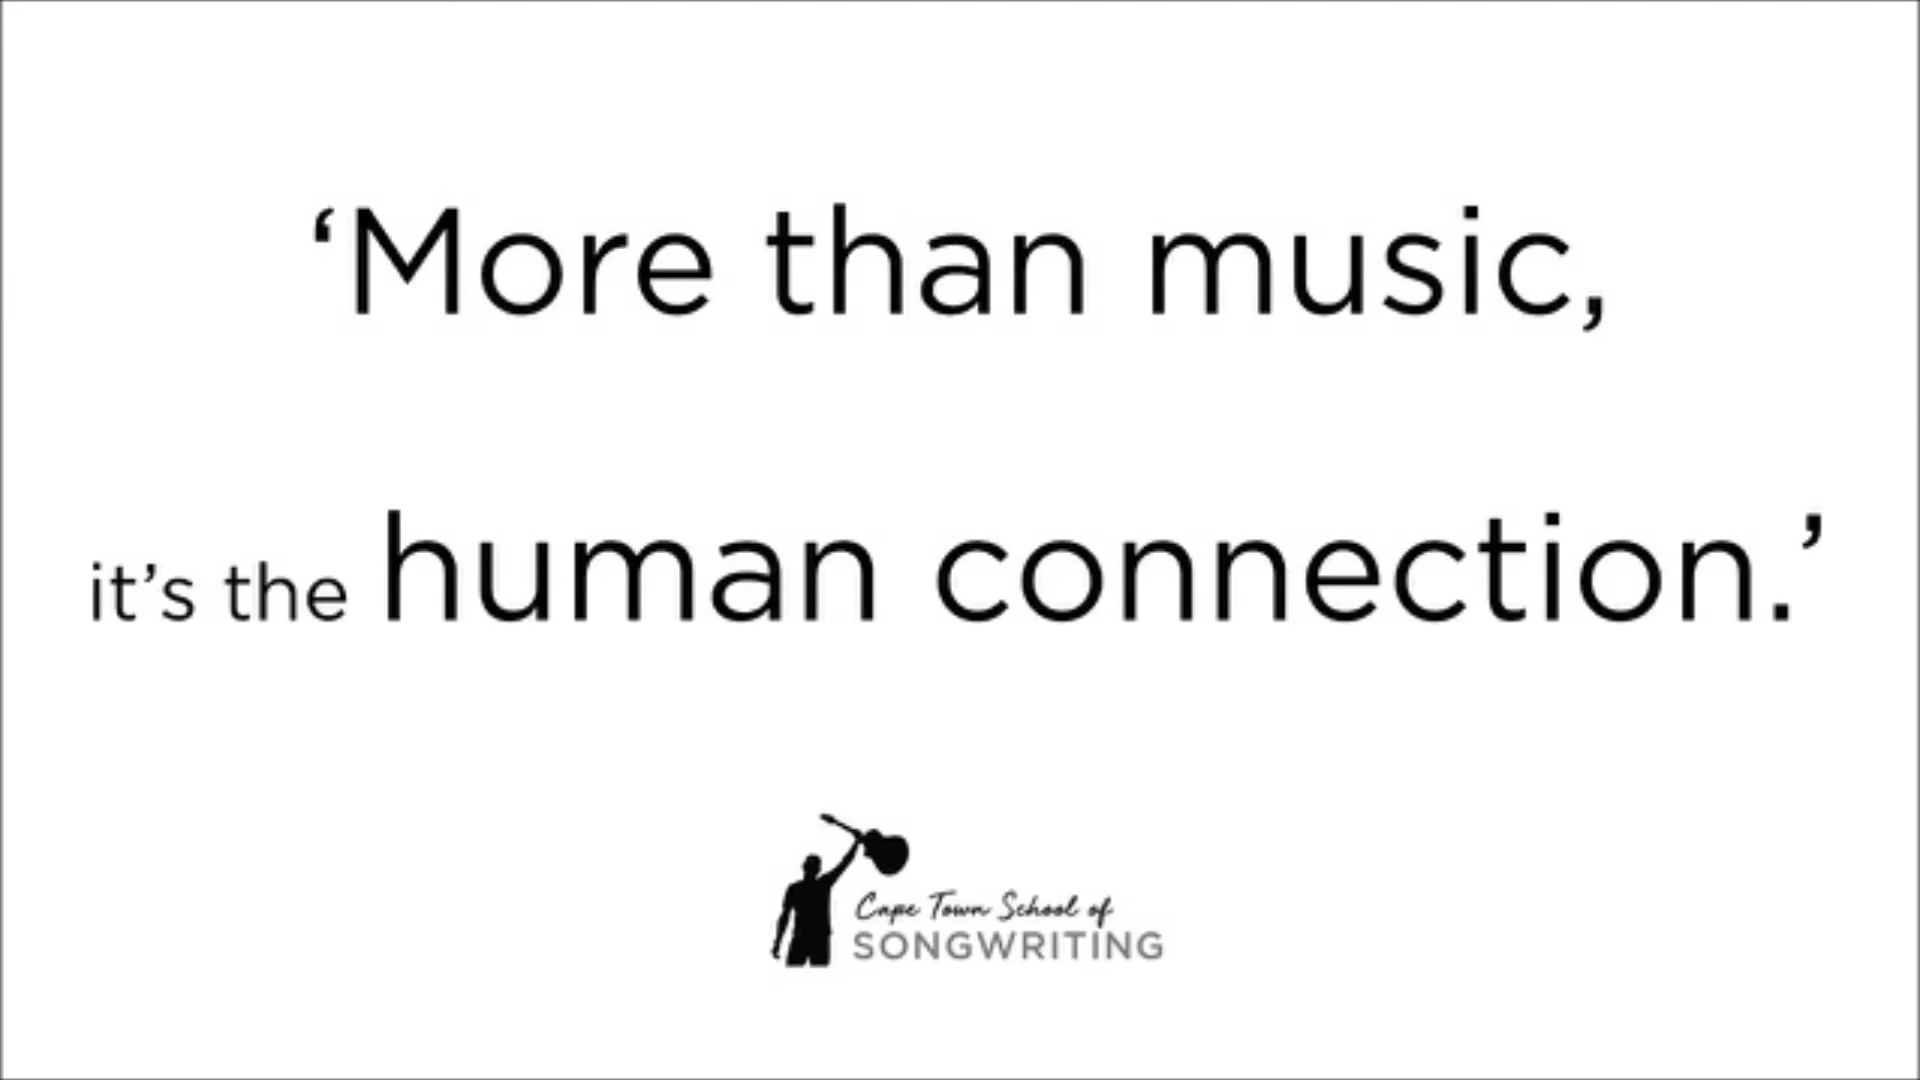 ‘More than music,
it’s the human connection.’
Cape Town School of
SONGWRITING